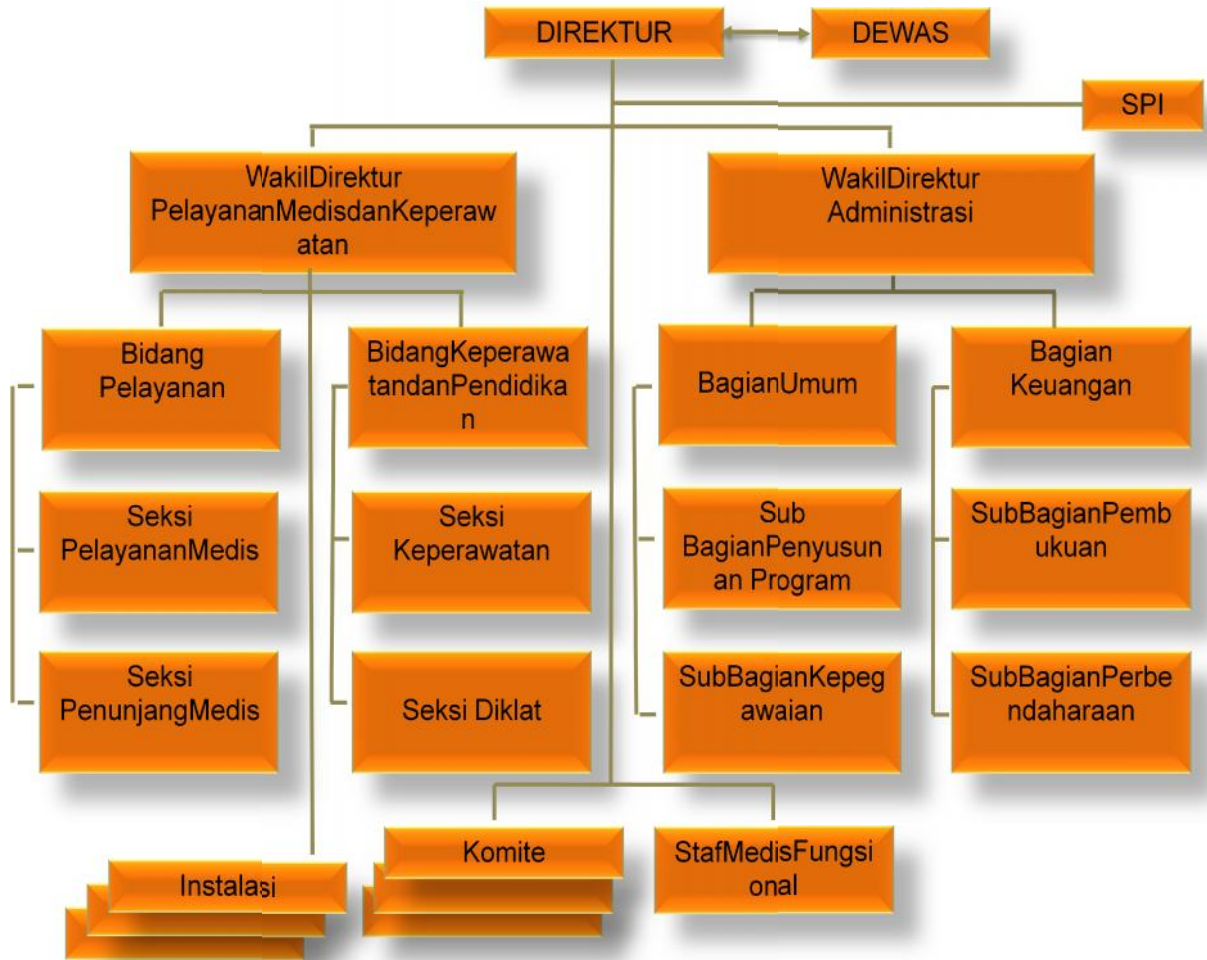 DIREKTUR
DEWAS
SPI
WakilDirektur
PelayananMedisdanKeperaw
atan
WakilDirektur
Administrasi
Bidang
Pelayanan
BidangKeperawa
tandanPendidika
n
BagianUmum
Bagian
Keuangan
Seksi
PelayananMedis
Seksi
Keperawatan
Sub
BagianPenyusun
an Program
SubBagianPemb
ukuan
Seksi
PenunjangMedis
Seksi Diklat
SubBagianKepeg
awaian
SubBagianPerbe
ndaharaan
Instalasi
Komite
StafMedisFungsi
onal